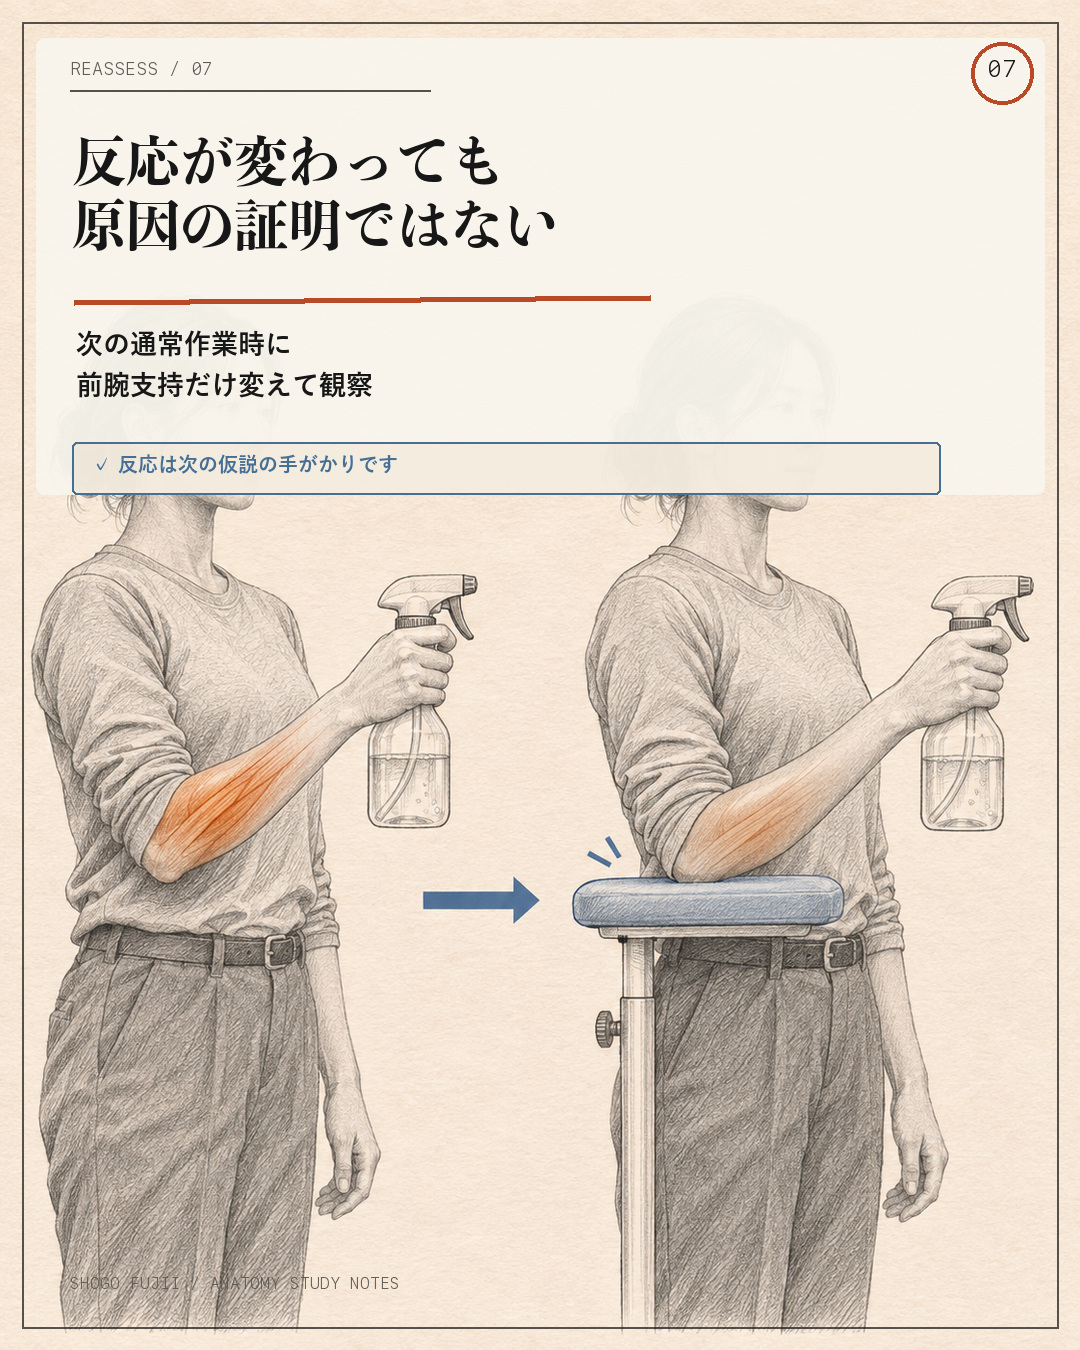 REASSESS / 07
07
反応が変わっても
原因の証明ではない
次の通常作業時に
前腕支持だけ変えて観察
✓ 反応は次の仮説の手がかりです
SHOGO FUJII / ANATOMY STUDY NOTES